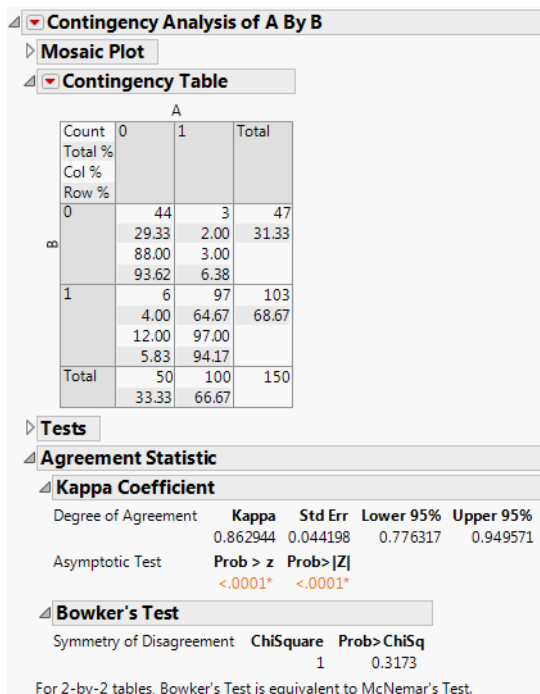 Contingency Analysis of A By B
Mosaic Plot
Contingency Table
A
Count 0 1 Total
Total %
Col %
Row %
B
0 44 3 47
29.33 2.00 31.33
88.00 3.00
93.62 6.38
1 6 97 103
4.00 64.67 68.67
12.00 97.00
5.83 94.17
Total 50 100 150
33.33 66.67
Tests
Agreement Statistic
Kappa Coefficient
Degree of Agreement Kappa Std Err Lower 95% Upper 95%
0.862944 0.044198 0.776317 0.949571
Asymptotic Test Prob > z Prob>|Z|
<.0001* <.0001*
Bowker's Test
Symmetry of Disagreement ChiSquare Prob>ChiSq
1 0.3173
For 2-by-2 tables, Bowker's Test is equivalent to McNemar's Test.